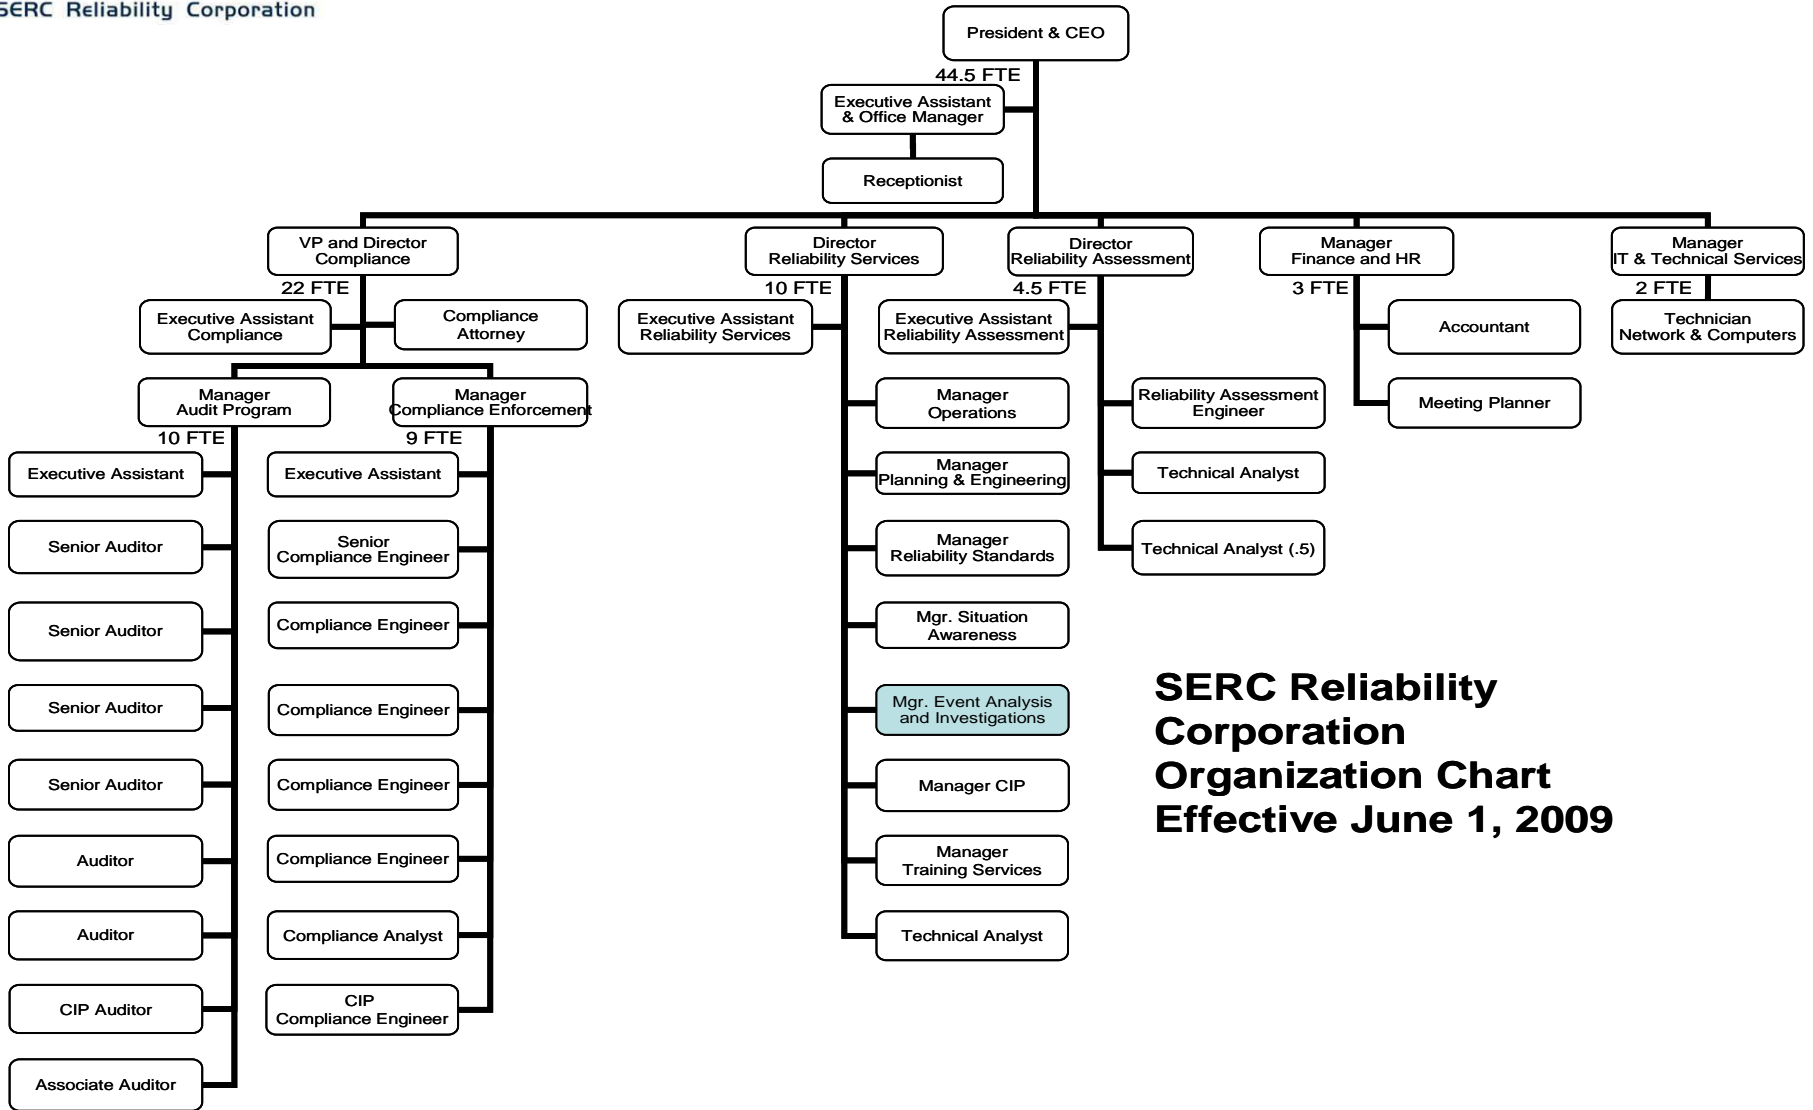 SERC Reliability Corporation
President & CEO
44.5 FTE
Executive Assistant
& Office Manager
Receptionist
VP and Director
Compliance
22 FTE
Director
Reliability Services
10 FTE
Director
Reliability Assessment
4.5 FTE
Manager
Finance and HR
3 FTE
Manager
IT & Technical Services
2 FTE
Executive Assistant
Compliance
Compliance
Attorney
Executive Assistant
Reliability Services
Executive Assistant
Reliability Assessment
Accountant
Technician
Network & Computers
Manager
Audit Program
10 FTE
Manager
Compliance Enforcement
9 FTE
Manager
Operations
Reliability Assessment
Engineer
Meeting Planner
Executive Assistant
Executive Assistant
Manager
Planning & Engineering
Technical Analyst
Senior Auditor
Senior
Compliance Engineer
Manager
Reliability Standards
Technical Analyst (.5)
Senior Auditor
Compliance Engineer
Mgr. Situation
Awareness
Senior Auditor
Compliance Engineer
Mgr. Event Analysis
and Investigations
Senior Auditor
Compliance Engineer
Manager CIP
Auditor
Compliance Engineer
Manager
Training Services
Auditor
Compliance Analyst
Technical Analyst
CIP Auditor
CIP
Compliance Engineer
Associate Auditor
SERC Reliability
Corporation
Organization Chart
Effective June 1, 2009